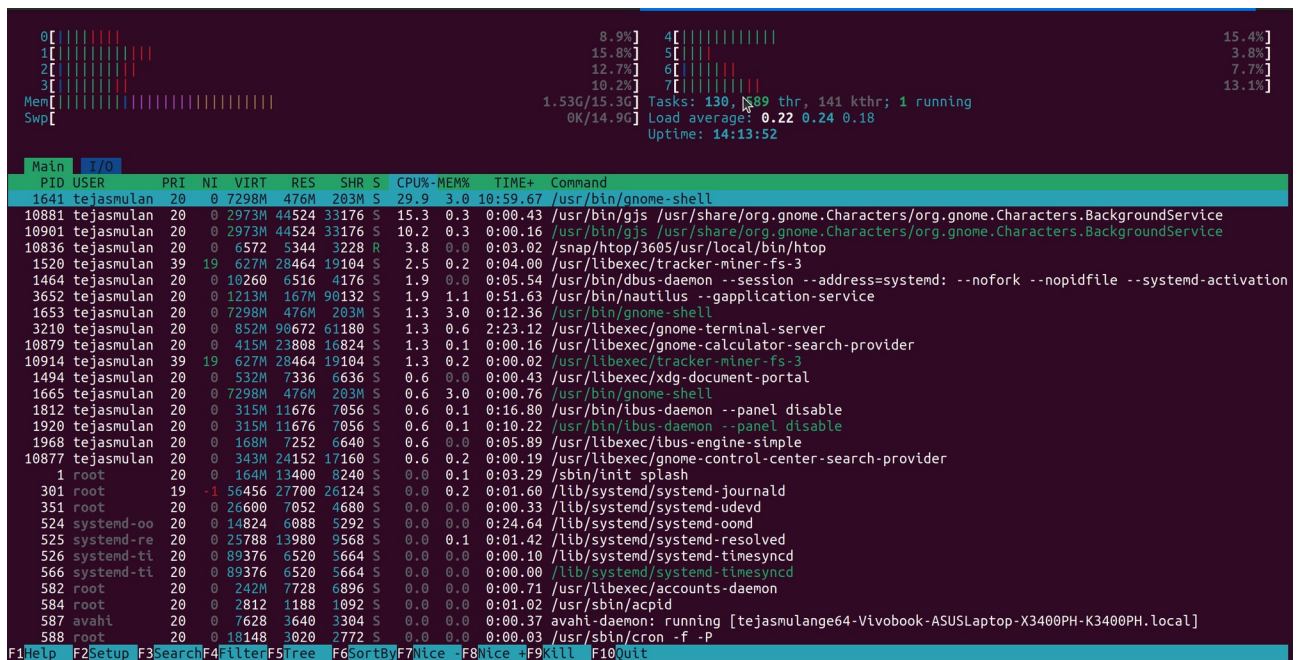 0[||||||||| 8.9%] 4[|||||||||||| 15.4%]
1[|||||||||||| 15.8%] 5[|||| 3.8%]
2[|||||||||| 12.7%] 6[||||||| 7.7%]
3[||||||||| 10.2%] 7[|||||||||| 13.1%]
Mem[||||||||||||||||||||||||||| 1.53G/15.3G] Tasks: 130, 589 thr, 141 kthr; 1 running
Swp[ 0K/14.9G] Load average: 0.22 0.24 0.18
Uptime: 14:13:52
Main I/O
PID USER PRI NI VIRT RES SHR S CPU%-MEM% TIME+ Command
1641 tejasmulan 20 0 7298M 476M 203M S 29.9 3.0 10:59.67 /usr/bin/gnome-shell
10881 tejasmulan 20 0 2973M 44524 33176 S 15.3 0.3 0:00.43 /usr/bin/gjs /usr/share/org.gnome.Characters/org.gnome.Characters.BackgroundService
10901 tejasmulan 20 0 2973M 44524 33176 S 10.2 0.3 0:00.16 /usr/bin/gjs /usr/share/org.gnome.Characters/org.gnome.Characters.BackgroundService
10836 tejasmulan 20 0 6572 5344 3228 R 3.8 0.0 0:03.02 /snap/htop/3605/usr/local/bin/htop
1520 tejasmulan 39 19 627M 28464 19104 S 2.5 0.2 0:04.00 /usr/libexec/tracker-miner-fs-3
1464 tejasmulan 20 0 10260 6516 4176 S 1.9 0.0 0:05.54 /usr/bin/dbus-daemon --session --address=systemd: --nofork --nopidfile --systemd-activation
3652 tejasmulan 20 0 1213M 167M 90132 S 1.9 1.1 0:51.63 /usr/bin/nautilus --gapplication-service
1653 tejasmulan 20 0 7298M 476M 203M S 1.3 3.0 0:12.36 /usr/bin/gnome-shell
3210 tejasmulan 20 0 852M 90672 61180 S 1.3 0.6 2:23.12 /usr/libexec/gnome-terminal-server
10879 tejasmulan 20 0 415M 23808 16824 S 1.3 0.1 0:00.16 /usr/libexec/gnome-calculator-search-provider
10914 tejasmulan 39 19 627M 28464 19104 S 1.3 0.2 0:00.02 /usr/libexec/tracker-miner-fs-3
1494 tejasmulan 20 0 532M 7336 6636 S 0.6 0.0 0:00.43 /usr/libexec/xdg-document-portal
1665 tejasmulan 20 0 7298M 476M 203M S 0.6 3.0 0:00.76 /usr/bin/gnome-shell
1812 tejasmulan 20 0 315M 11676 7056 S 0.6 0.1 0:16.80 /usr/bin/ibus-daemon --panel disable
1920 tejasmulan 20 0 315M 11676 7056 S 0.6 0.1 0:10.22 /usr/bin/ibus-daemon --panel disable
1968 tejasmulan 20 0 168M 7252 6640 S 0.6 0.0 0:05.89 /usr/libexec/ibus-engine-simple
10877 tejasmulan 20 0 343M 24152 17160 S 0.6 0.2 0:00.19 /usr/libexec/gnome-control-center-search-provider
1 root 20 0 164M 13400 8240 S 0.0 0.1 0:03.29 /sbin/init splash
301 root 19 -1 56456 27700 26124 S 0.0 0.2 0:01.60 /lib/systemd/systemd-journald
351 root 20 0 26600 7052 4680 S 0.0 0.0 0:00.33 /lib/systemd/systemd-udevd
524 systemd-oo 20 0 14824 6088 5292 S 0.0 0.0 0:24.64 /lib/systemd/systemd-oomd
525 systemd-re 20 0 25788 13980 9568 S 0.0 0.1 0:01.42 /lib/systemd/systemd-resolved
526 systemd-ti 20 0 89376 6520 5664 S 0.0 0.0 0:00.10 /lib/systemd/systemd-timesyncd
566 systemd-ti 20 0 89376 6520 5664 S 0.0 0.0 0:00.00 /lib/systemd/systemd-timesyncd
582 root 20 0 242M 7728 6896 S 0.0 0.0 0:00.71 /usr/libexec/accounts-daemon
584 root 20 0 2812 1188 1092 S 0.0 0.0 0:01.02 /usr/sbin/acpid
587 avahi 20 0 7628 3640 3304 S 0.0 0.0 0:00.37 avahi-daemon: running [tejasmulange64-Vivobook-ASUSLaptop-X3400PH-K3400PH.local]
588 root 20 0 18148 3020 2772 S 0.0 0.0 0:00.03 /usr/sbin/cron -f -P
F1Help F2Setup F3SearchF4FilterF5Tree F6SortByF7Nice -F8Nice +F9Kill F10Quit